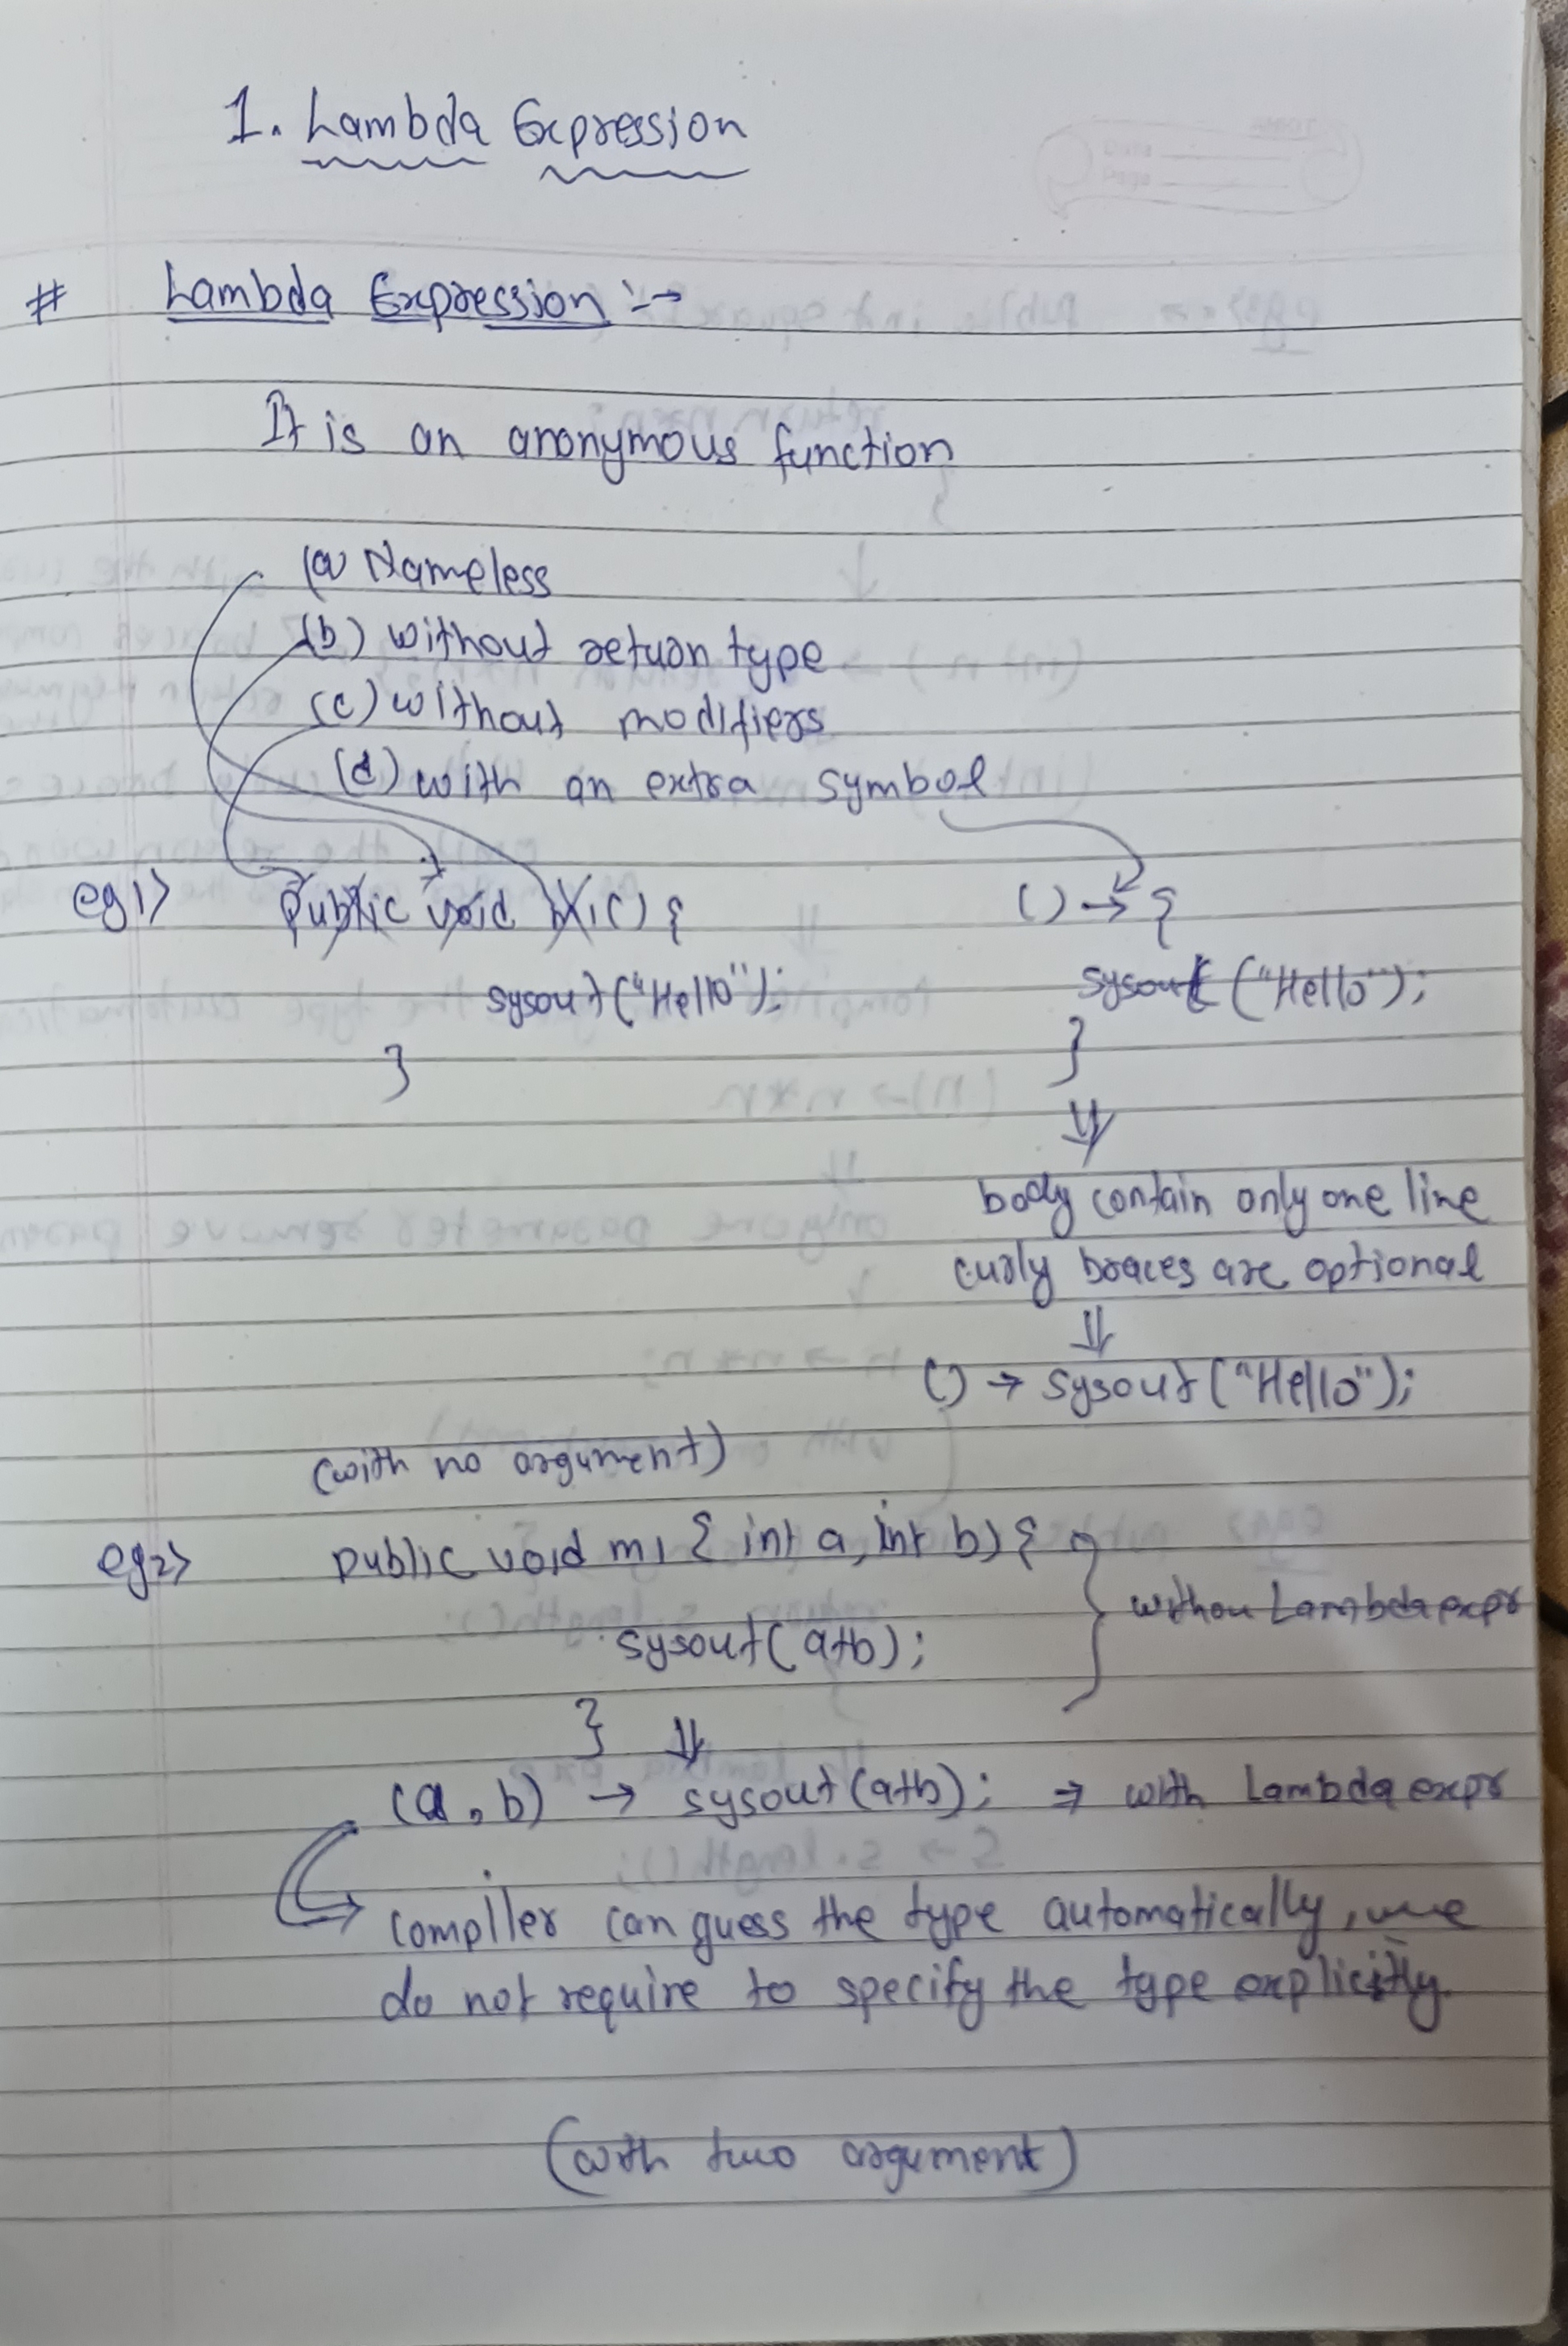 1. Lambda Expression
# Lambda Expression :→
It is an anonymous function
(a) Nameless
(b) without return type
(c) without modifiers
(d) with an extra symbol
eg1> public void m1() { () → {
sysout("Hello"); sysout("Hello");
} }
⇓
body contain only one line
curly braces are optional
⇓
() → sysout("Hello");
(with no argument)
eg2> public void m1 { int a, int b) {
sysout(a+b); } withou Lambda expr
} ⇓
(a, b) → sysout(a+b); ⇒ with Lambda expr
compiler can guess the type automatically, we
do not require to specify the type explicitly.
(with two argument)